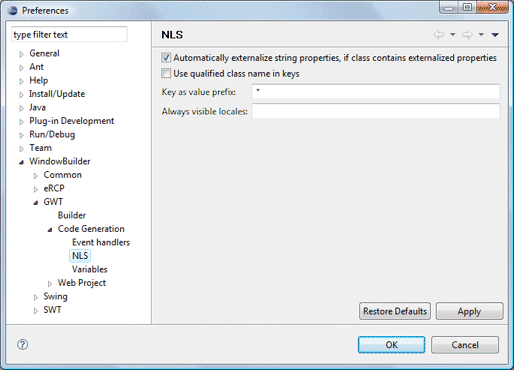 Preferences
type filter text
General
Ant
Help
Install/Update
Java
Plug-in Development
Run/Debug
Team
WindowBuilder
Common
eRCP
GWT
Builder
Code Generation
Event handlers
NLS
Variables
Web Project
Swing
SWT
NLS
Automatically externalize string properties, if class contains externalized properties
Use qualified class name in keys
Key as value prefix: *
Always visible locales:
Restore Defaults Apply
? OK Cancel